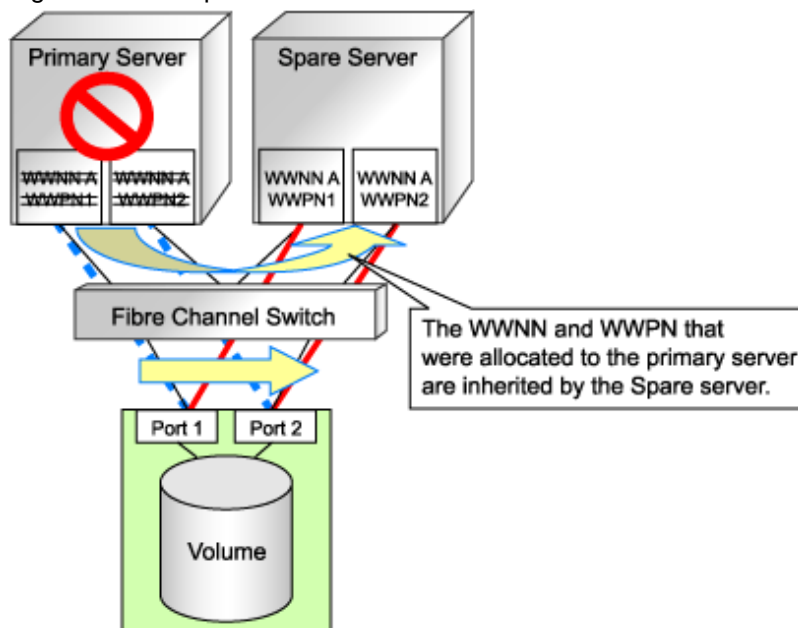 Primary Server
Spare Server
WWNN A
WWPN1
WWNN A
WWPN2
WWNN A
WWPN1
WWNN A
WWPN2
Fibre Channel Switch
The WWNN and WWPN that
were allocated to the primary server
are inherited by the Spare server.
Port 1
Port 2
Volume